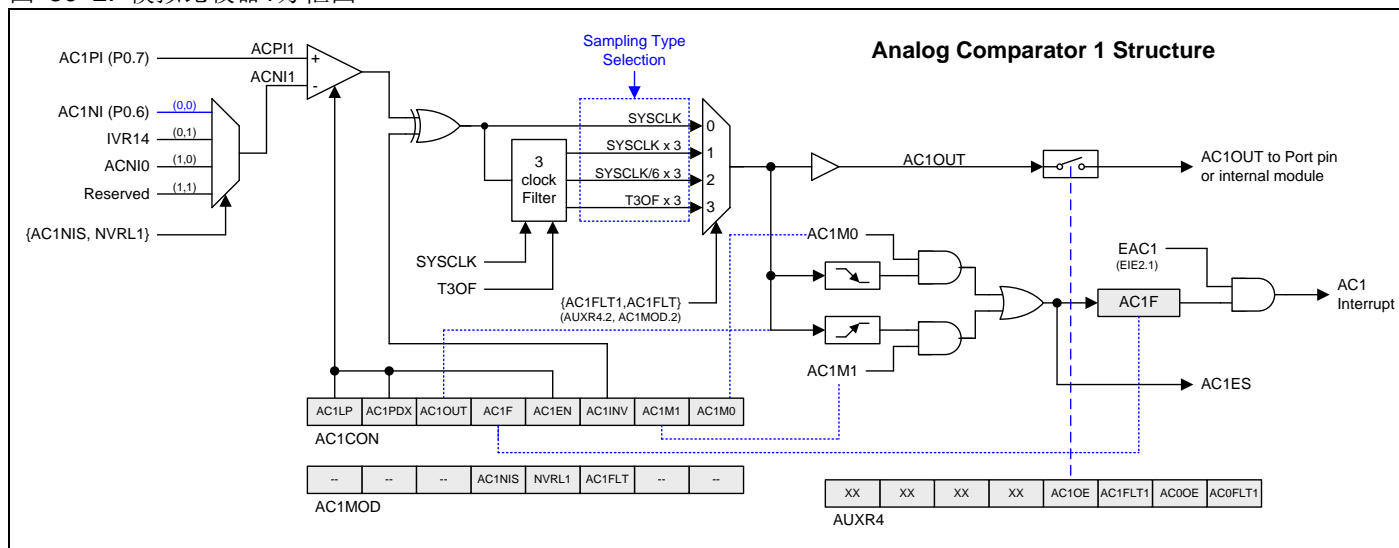 Analog Comparator 1 Structure
Sampling Type
Selection
AC1PI (P0.7)
ACPI1
+
ACNI1
-
AC1NI (P0.6)
(0,0)
IVR14
(0,1)
ACNI0
(1,0)
Reserved
(1,1)
{AC1NIS, NVRL1}
3
clock
Filter
SYSCLK
T3OF
SYSCLK
0
SYSCLK x 3
1
SYSCLK/6 x 3
2
T3OF x 3
3
{AC1FLT1,AC1FLT}
(AUXR4.2, AC1MOD.2)
AC1OUT
AC1OUT to Port pin
or internal module
AC1M0
AC1M1
EAC1
(EIE2.1)
AC1F
AC1
Interrupt
AC1ES
AC1LP AC1PDX AC1OUT AC1F AC1EN AC1INV AC1M1 AC1M0
AC1CON
-- -- -- AC1NIS NVRL1 AC1FLT -- --
AC1MOD
XX XX XX XX AC1OE AC1FLT1 AC0OE AC0FLT1
AUXR4